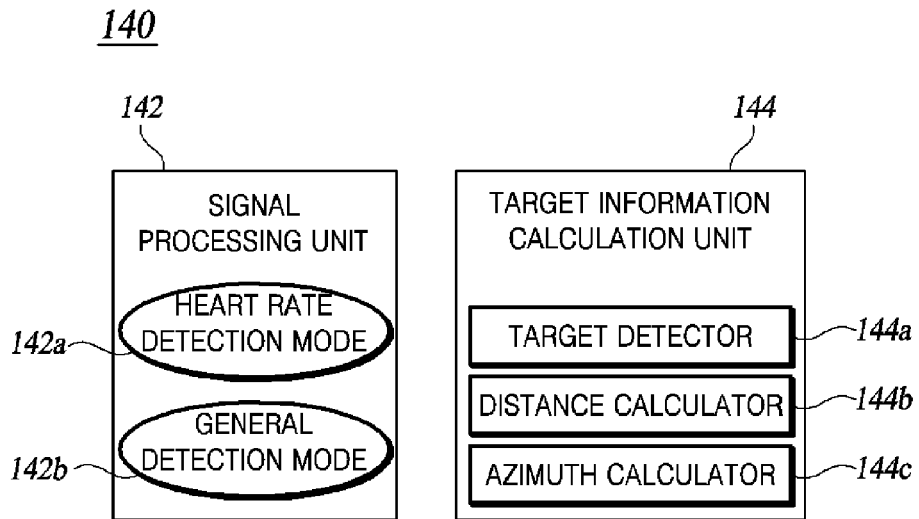 140
142
144
SIGNAL
PROCESSING UNIT
HEART RATE
DETECTION MODE
142a
GENERAL
DETECTION MODE
142b
TARGET INFORMATION
CALCULATION UNIT
TARGET DETECTOR
144a
DISTANCE CALCULATOR
144b
AZIMUTH CALCULATOR
144c